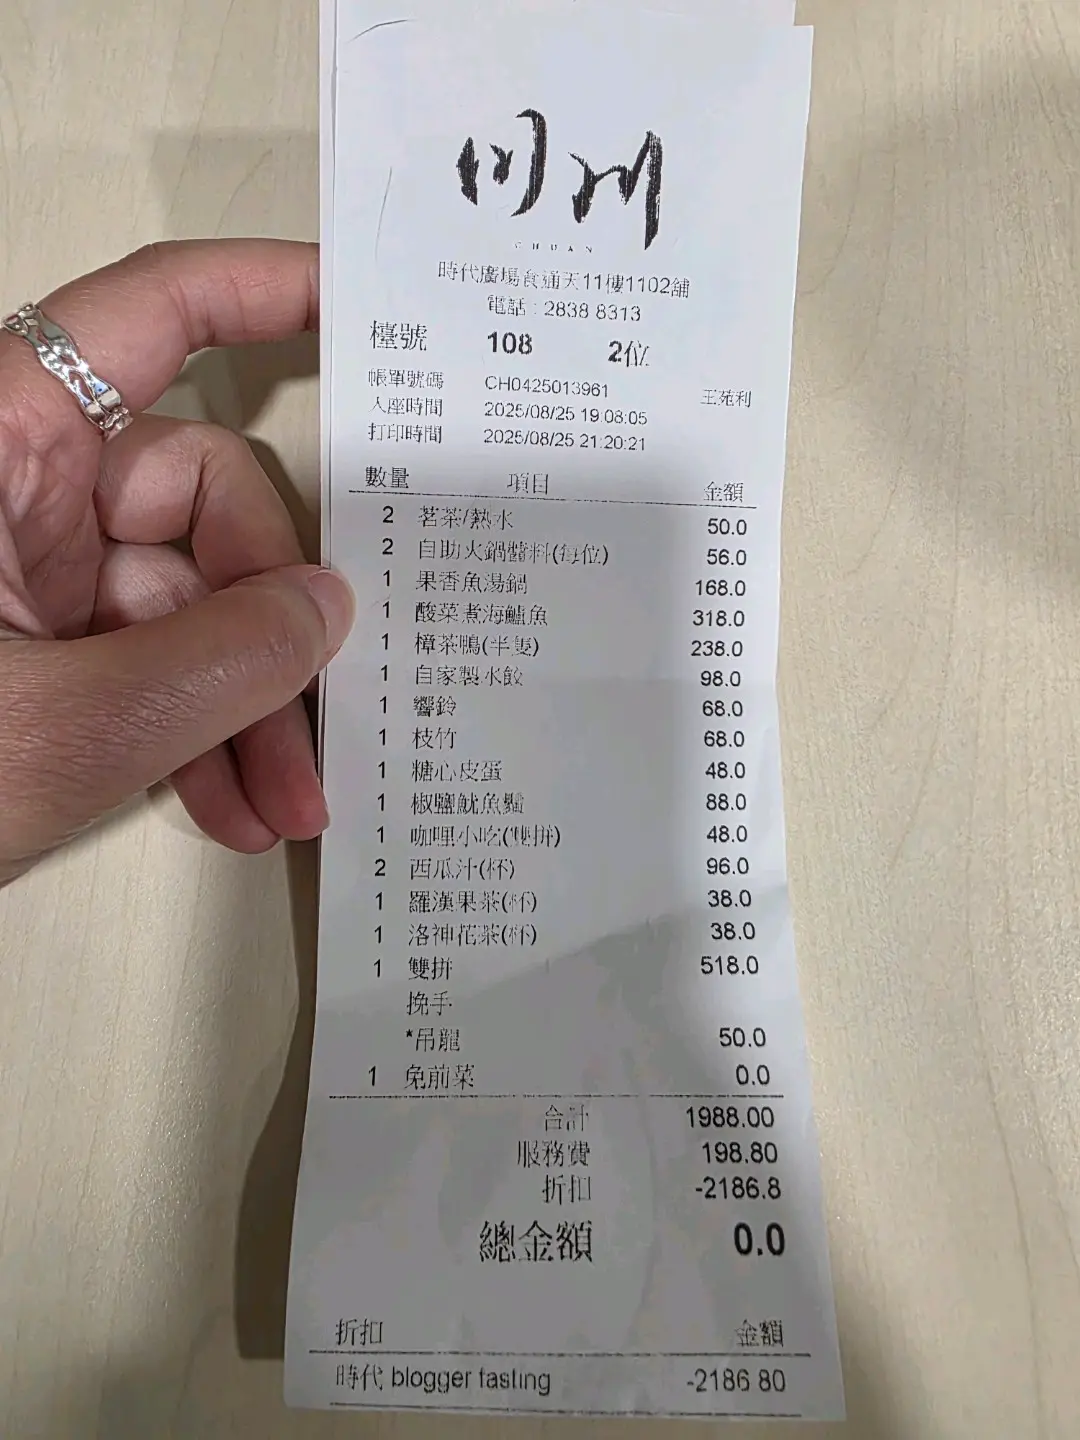 川
CHUAN
時代廣場食通天11樓1102舖
電話：2838 8313
檯號 108 2位
帳單號碼 CH0425013961 王苑利
入座時間 2025/08/25 19:08:05
打印時間 2025/08/25 21:20:21
數量 項目 金額
2 茗茶/熱水 50.0
2 自助火鍋醬料(每位) 56.0
1 果香魚湯鍋 168.0
1 酸菜煮海鱸魚 318.0
1 樟茶鴨(半隻) 238.0
1 自家製水餃 98.0
1 響鈴 68.0
1 枝竹 68.0
1 糖心皮蛋 48.0
1 椒鹽魷魚鬚 88.0
1 咖哩小吃(雙拼) 48.0
2 西瓜汁(杯) 96.0
1 羅漢果茶(杯) 38.0
1 洛神花茶(杯) 38.0
1 雙拼 518.0
挽手
*吊龍 50.0
1 免前菜 0.0
合計 1988.00
服務費 198.80
折扣 -2186.8
總金額 0.0
折扣 金額
時代 blogger tasting -2186.80